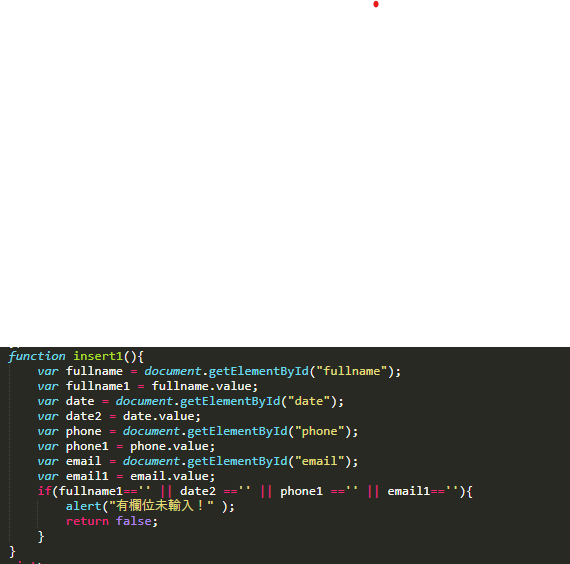 function insert1(){
var fullname = document.getElementById("fullname");
var fullname1 = fullname.value;
var date = document.getElementById("date");
var date2 = date.value;
var phone = document.getElementById("phone");
var phone1 = phone.value;
var email = document.getElementById("email");
var email1 = email.value;
if(fullname1=='' || date2 =='' || phone1 =='' || email1==''){
alert("有欄位未輸入！" );
return false;
}
}